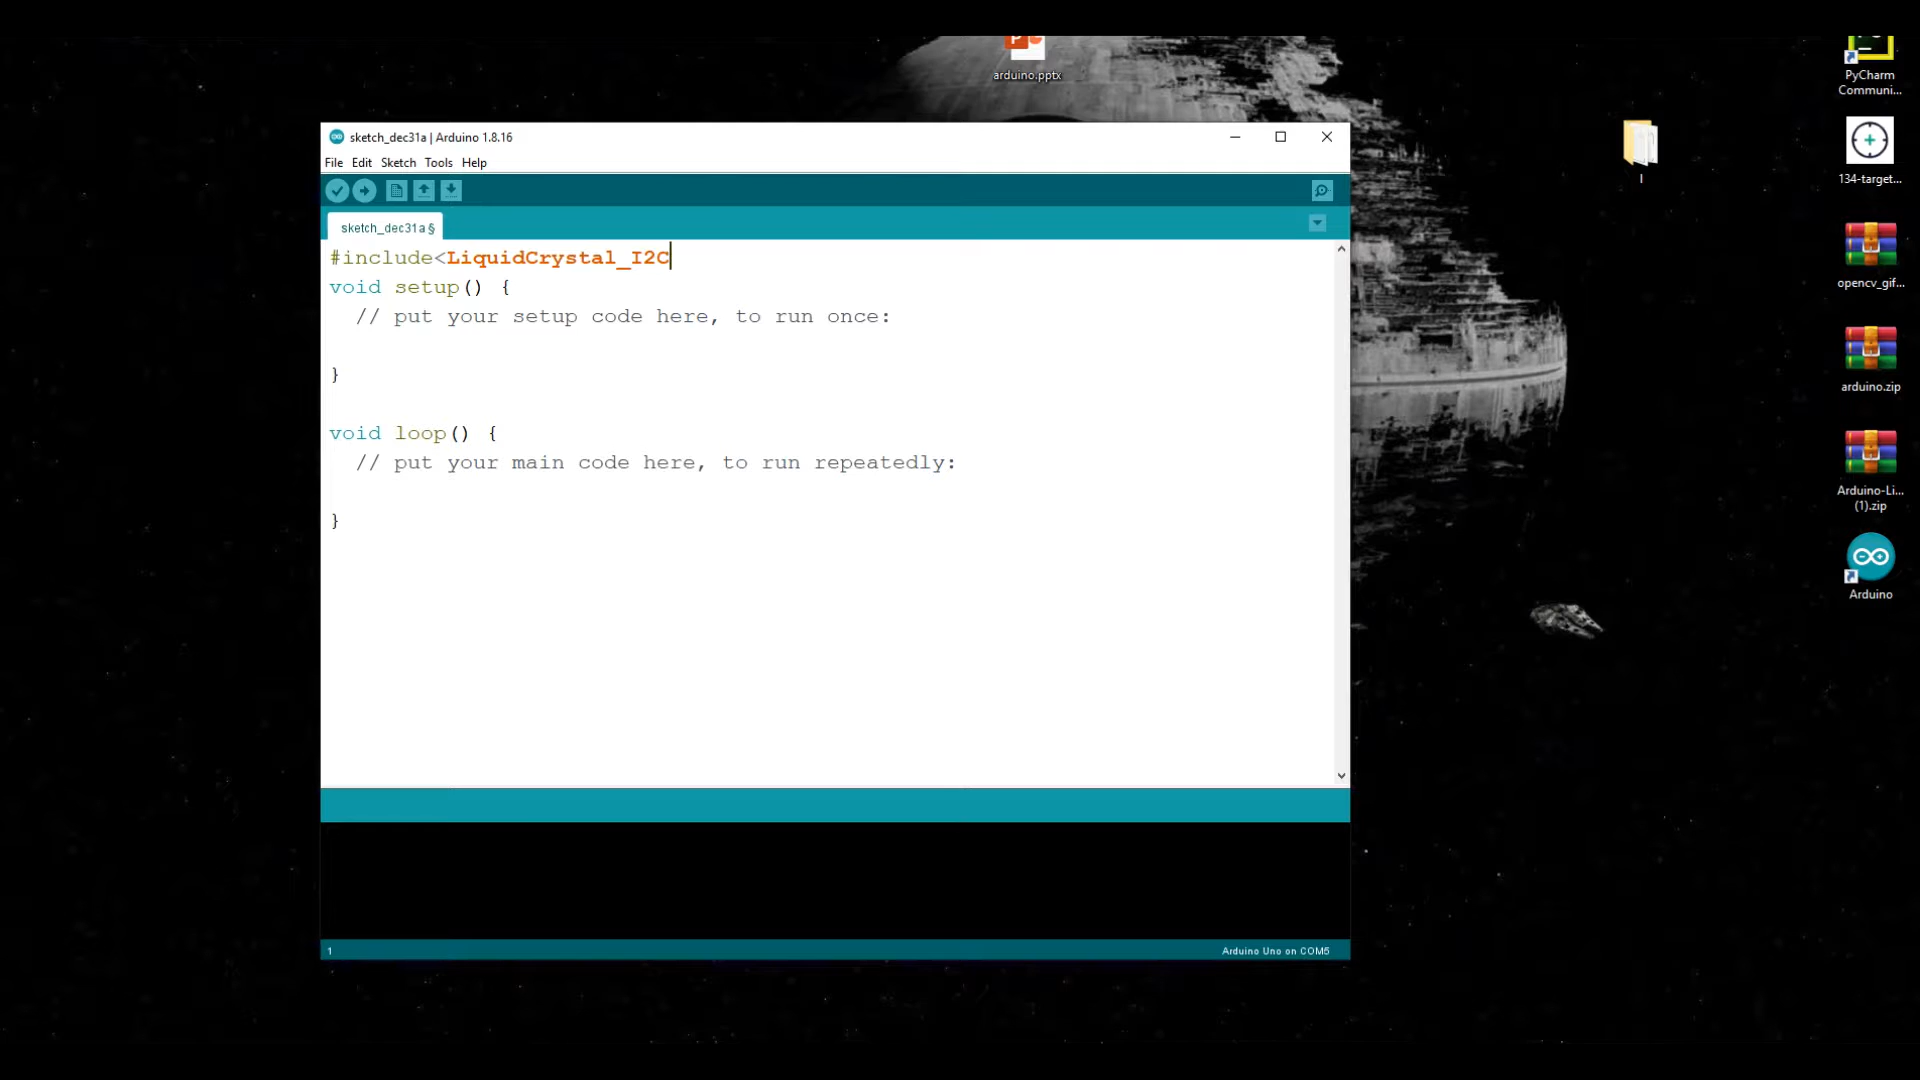 arduino.pptx
PyCharm
Communi...
134-target...
I
opencv_gif...
arduino.zip
Arduino-Li...
(1).zip
Arduino
sketch_dec31a | Arduino 1.8.16
File Edit Sketch Tools Help
sketch_dec31a §
#include<LiquidCrystal_I2C
void setup() {
// put your setup code here, to run once:
}
void loop() {
// put your main code here, to run repeatedly:
}
1
Arduino Uno on COM5